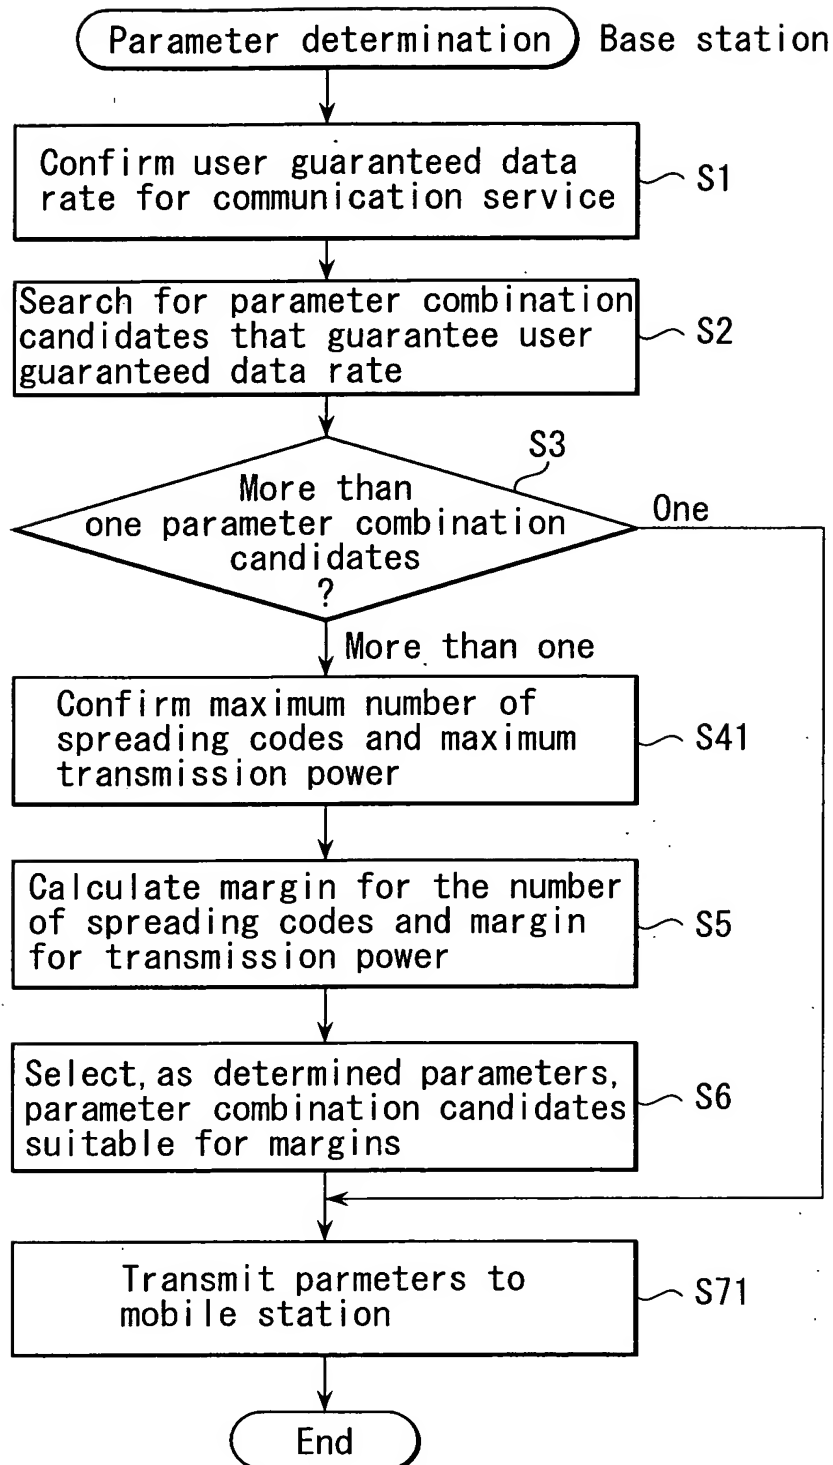 Parameter determination Base station
Confirm user guaranteed data
rate for communication service
S1
Search for parameter combination
candidates that guarantee user
guaranteed data rate
S2
S3
More than
one parameter combination
candidates
?
One
More than one
Confirm maximum number of
spreading codes and maximum
transmission power
S41
Calculate margin for the number
of spreading codes and margin
for transmission power
S5
Select, as determined parameters,
parameter combination candidates
suitable for margins
S6
Transmit parmeters to
mobile station
S71
End